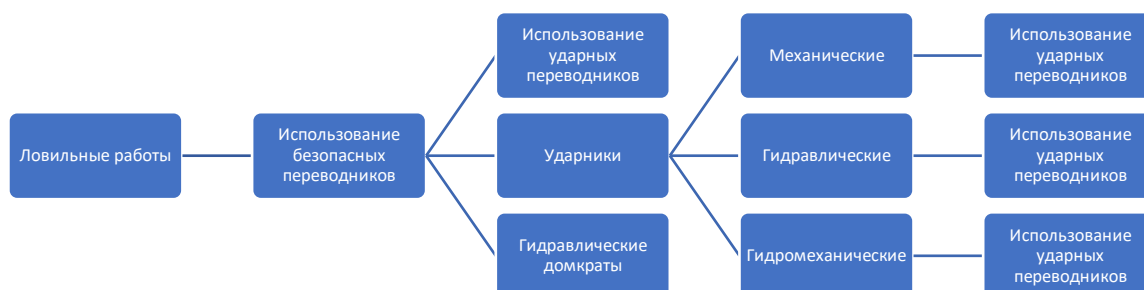 Ловильные работы
Использование
безопасных
переводников
Использование
ударных
переводников
Ударники
Гидравлические
домкраты
Механические
Гидравлические
Гидромеханические
Использование
ударных
переводников
Использование
ударных
переводников
Использование
ударных
переводников